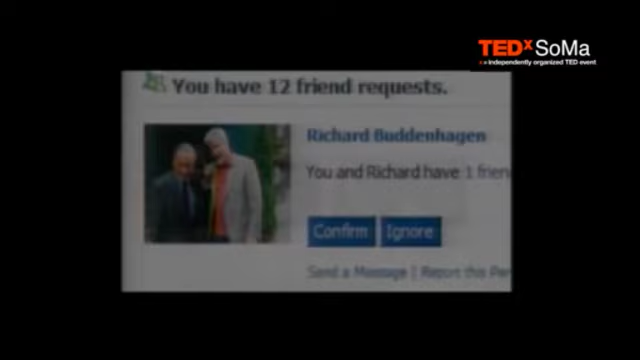 TEDxSoMa
x = independently organized TED event
You have 12 friend requests.
Richard Buddenhagen
You and Richard have 1 frien
Confirm Ignore
Send a Message | Report this Per